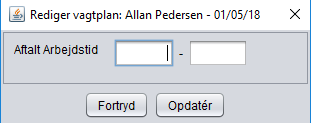 Rediger vagtplan: Allan Pedersen - 01/05/18
Aftalt Arbejdstid -
Fortryd Opdatér